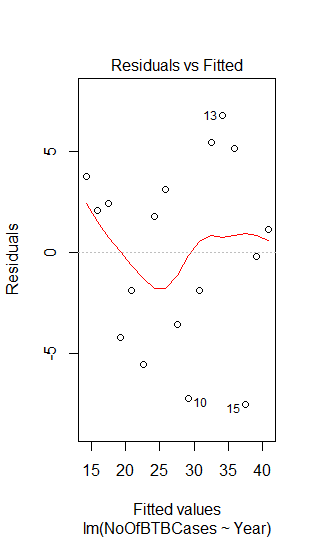 Residuals vs Fitted
13
5
0
-5
10
15
Residuals
15 20 25 30 35 40
Fitted values
lm(NoOfBTBCases ~ Year)